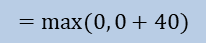 = max(0, 0 + 40)